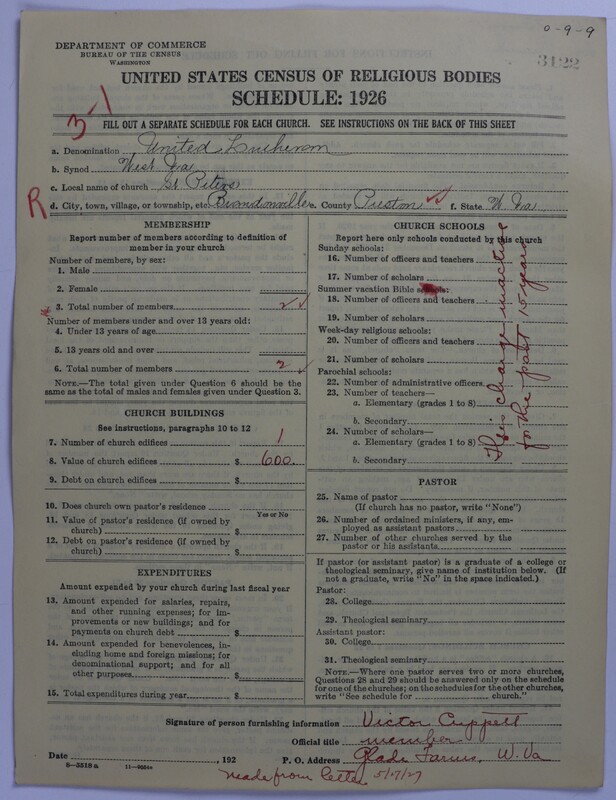 0-9-9
3122
DEPARTMENT OF COMMERCE
BUREAU OF THE CENSUS
WASHINGTON
UNITED STATES CENSUS OF RELIGIOUS BODIES
SCHEDULE: 1926
3-1
FILL OUT A SEPARATE SCHEDULE FOR EACH CHURCH. SEE INSTRUCTIONS ON THE BACK OF THIS SHEET
a. Denomination United Lutheran
b. Synod West Va
c. Local name of church St Peters
R d. City, town, village, or township, etc. Brandonville e. County Preston f. State W. Va
MEMBERSHIP
Report number of members according to definition of
member in your church
Number of members, by sex:
1. Male
2. Female
3. Total number of members 2
Number of members under and over 13 years old:
4. Under 13 years of age
5. 13 years old and over
6. Total number of members 2
NOTE.—The total given under Question 6 should be the
same as the total of males and females given under Question 3.
CHURCH BUILDINGS
See instructions, paragraphs 10 to 12
7. Number of church edifices 1
8. Value of church edifices $ 600.
9. Debt on church edifices $
10. Does church own pastor's residence
Yes or No
11. Value of pastor's residence (if owned by
church) $
12. Debt on pastor's residence (if owned by
church) $
EXPENDITURES
Amount expended by your church during last fiscal year
13. Amount expended for salaries, repairs,
and other running expenses; for im-
provements or new buildings; and for
payments on church debt $
14. Amount expended for benevolences, in-
cluding home and foreign missions; for
denominational support; and for all
other purposes $
15. Total expenditures during year $
CHURCH SCHOOLS
Report here only schools conducted by this church
Sunday schools:
16. Number of officers and teachers
17. Number of scholars
Summer vacation Bible schools:
18. Number of officers and teachers
19. Number of scholars
Week-day religious schools:
20. Number of officers and teachers
21. Number of scholars
Parochial schools:
22. Number of administrative officers
23. Number of teachers—
a. Elementary (grades 1 to 8)
b. Secondary
24. Number of scholars—
a. Elementary (grades 1 to 8)
b. Secondary
This charge inactive
for the past 15 years
PASTOR
25. Name of pastor
(If church has no pastor, write "None")
26. Number of ordained ministers, if any, em-
ployed as assistant pastors
27. Number of other churches served by the
pastor or his assistants
If pastor (or assistant pastor) is a graduate of a college or
theological seminary, give name of institution below. (If
not a graduate, write "No" in the space indicated.)
Pastor:
28. College
29. Theological seminary
Assistant pastor:
30. College
31. Theological seminary
NOTE.—Where one pastor serves two or more churches,
Questions 28 and 29 should be answered only on the schedule
for one of the churches; on the schedules for the other churches,
write "See schedule for church."
Signature of person furnishing information Victor Cuppett
Official title member
Date , 192 P. O. Address Glade Farms, W. Va
8-5518 a 11-9054a
Made from letter 5/17/27